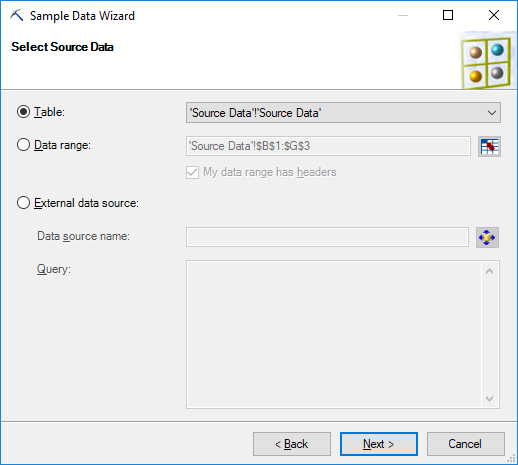 Sample Data Wizard
Select Source Data
Table:
'Source Data'!'Source Data'
Data range:
'Source Data'!$B$1:$G$3
My data range has headers
External data source:
Data source name:
Query:
< Back
Next >
Cancel